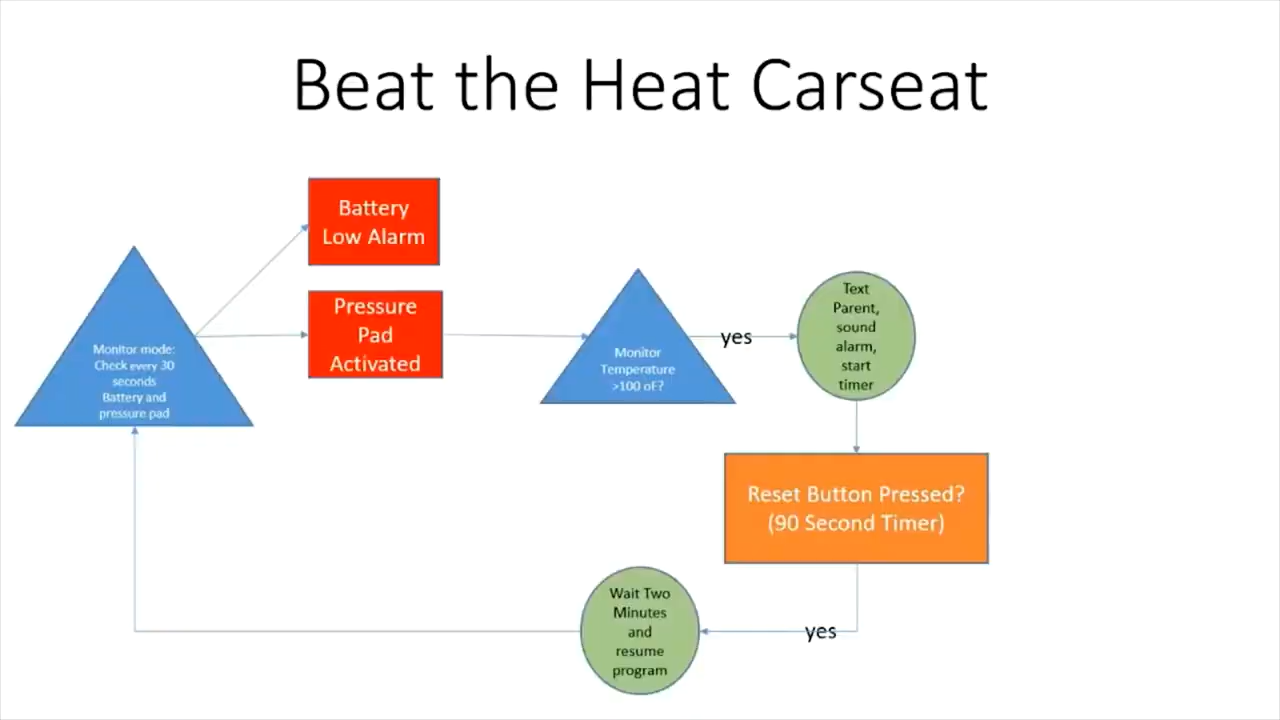 Beat the Heat Carseat
Battery
Low Alarm
Pressure
Pad
Activated
Monitor mode:
Check every 30
seconds
Battery and
pressure pad
Monitor
Temperature
>100 oF?
yes
Text
Parent,
sound
alarm,
start
timer
Reset Button Pressed?
(90 Second Timer)
yes
Wait Two
Minutes
and
resume
program